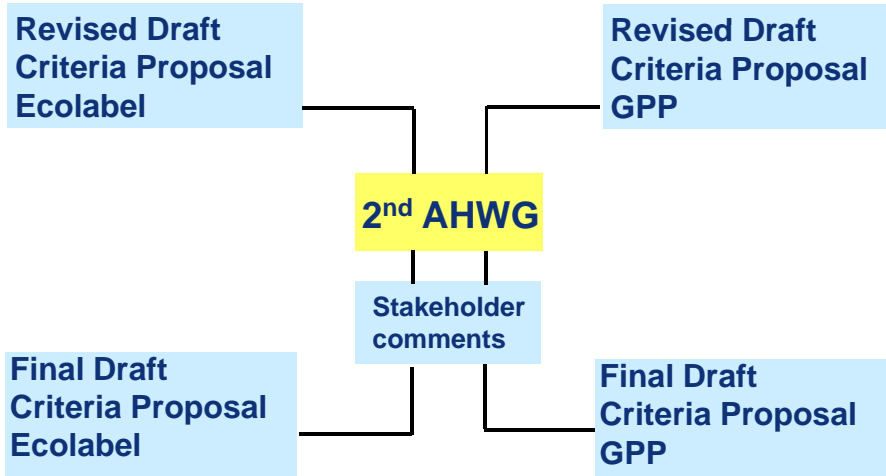 Revised Draft
Criteria Proposal
Ecolabel
Revised Draft
Criteria Proposal
GPP
2nd AHWG
Stakeholder
comments
Final Draft
Criteria Proposal
Ecolabel
Final Draft
Criteria Proposal
GPP